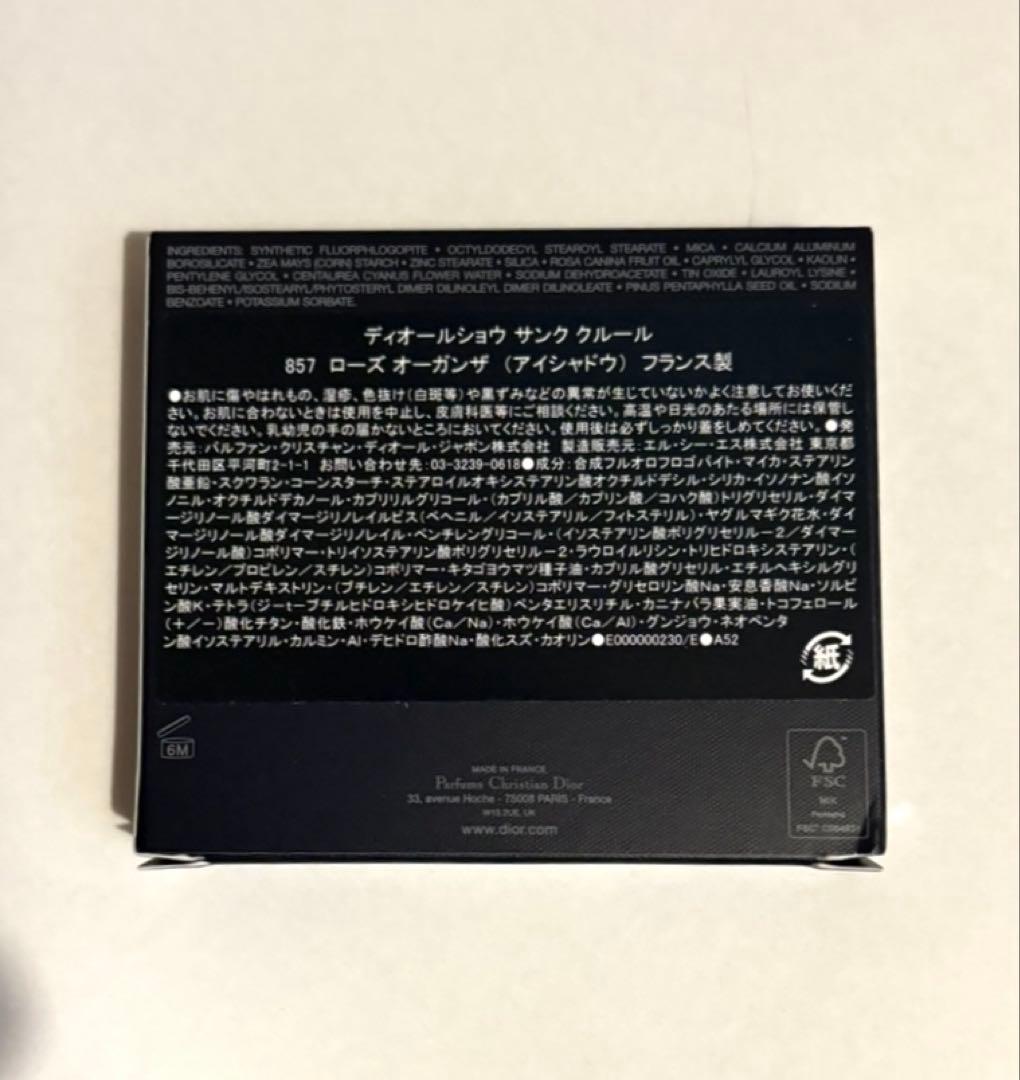 INGREDIENTS: SYNTHETIC FLUORPHLOGOPITE • OCTYLDODECYL STEAROYL STEARATE • MICA • CALCIUM ALUMINUM
BOROSILICATE • ZEA MAYS (CORN) STARCH • ZINC STEARATE • SILICA • ROSA CANINA FRUIT OIL • CAPRYLYL GLYCOL • KAOLIN •
PENTYLENE GLYCOL • CENTAUREA CYANUS FLOWER WATER • SODIUM DEHYDROACETATE • TIN OXIDE • LAUROYL LYSINE •
BIS-BEHENYL/ISOSTEARYL/PHYTOSTERYL DIMER DILINOLEYL DIMER DILINOLEATE • PINUS PENTAPHYLLA SEED OIL • SODIUM
BENZOATE • POTASSIUM SORBATE.
ディオールショウ サンク クルール
857 ローズ オーガンザ （アイシャドウ） フランス製
●お肌に傷やはれもの、湿疹、色抜け(白斑等)や黒ずみなどの異常が生じていないかよく注意してお使いくだ
さい。お肌に合わないときは使用を中止し、皮膚科医等にご相談ください。高温や日光のあたる場所には保管し
ないでください。乳幼児の手の届かないところにおいてください。使用後は必ずしっかり蓋をしめてください。●発
売元:パルファン・クリスチャン・ディオール・ジャポン株式会社 製造販売元:エル・シー・エス株式会社 東京都
千代田区平河町2-1-1 お問い合わせ先:03-3239-0618●成分:合成フルオロフロゴパイト・マイカ・ステアリン
酸亜鉛・スクワラン・コーンスターチ・ステアロイルオキシステアリン酸オクチルドデシル・シリカ・イソノナン酸イソ
ノニル・オクチルドデカノール・カプリリルグリコール・(カプリル酸／カプリン酸／コハク酸)トリグリセリル・ダイマ
ージリノール酸ダイマージリノレイルビス(ベヘニル／イソステアリル／フィトステリル)・ヤグルマギク花水・ダイ
マージリノール酸ダイマージリノレイル・ペンチレングリコール・(イソステアリン酸ポリグリセリル－2／ダイマー
ジリノール酸)コポリマー・トリイソステアリン酸ポリグリセリル－2・ラウロイルリシン・トリヒドロキシステアリン・(
エチレン／プロピレン／スチレン)コポリマー・キタゴヨウマツ種子油・カプリル酸グリセリル・エチルヘキシルグリ
セリン・マルトデキストリン・(ブチレン／エチレン／スチレン)コポリマー・グリセロリン酸Na・安息香酸Na・ソルビ
ン酸K・テトラ(ジーt－ブチルヒドロキシヒドロケイヒ酸)ペンタエリスリチル・カニナバラ果実油・トコフェロール
(＋／－)酸化チタン・酸化鉄・ホウケイ酸(Ca／Na)・ホウケイ酸(Ca／Al)・グンジョウ・ネオペンタ
ン酸イソステアリル・カルミン・Al・デヒドロ酢酸Na・酸化スズ・カオリン●E000000230/E●A52
紙
6M
MADE IN FRANCE
Parfums Christian Dior
33, avenue Hoche - 75008 PARIS - France
W1S 2UE, UK
www.dior.com
FSC
MIX
Packaging